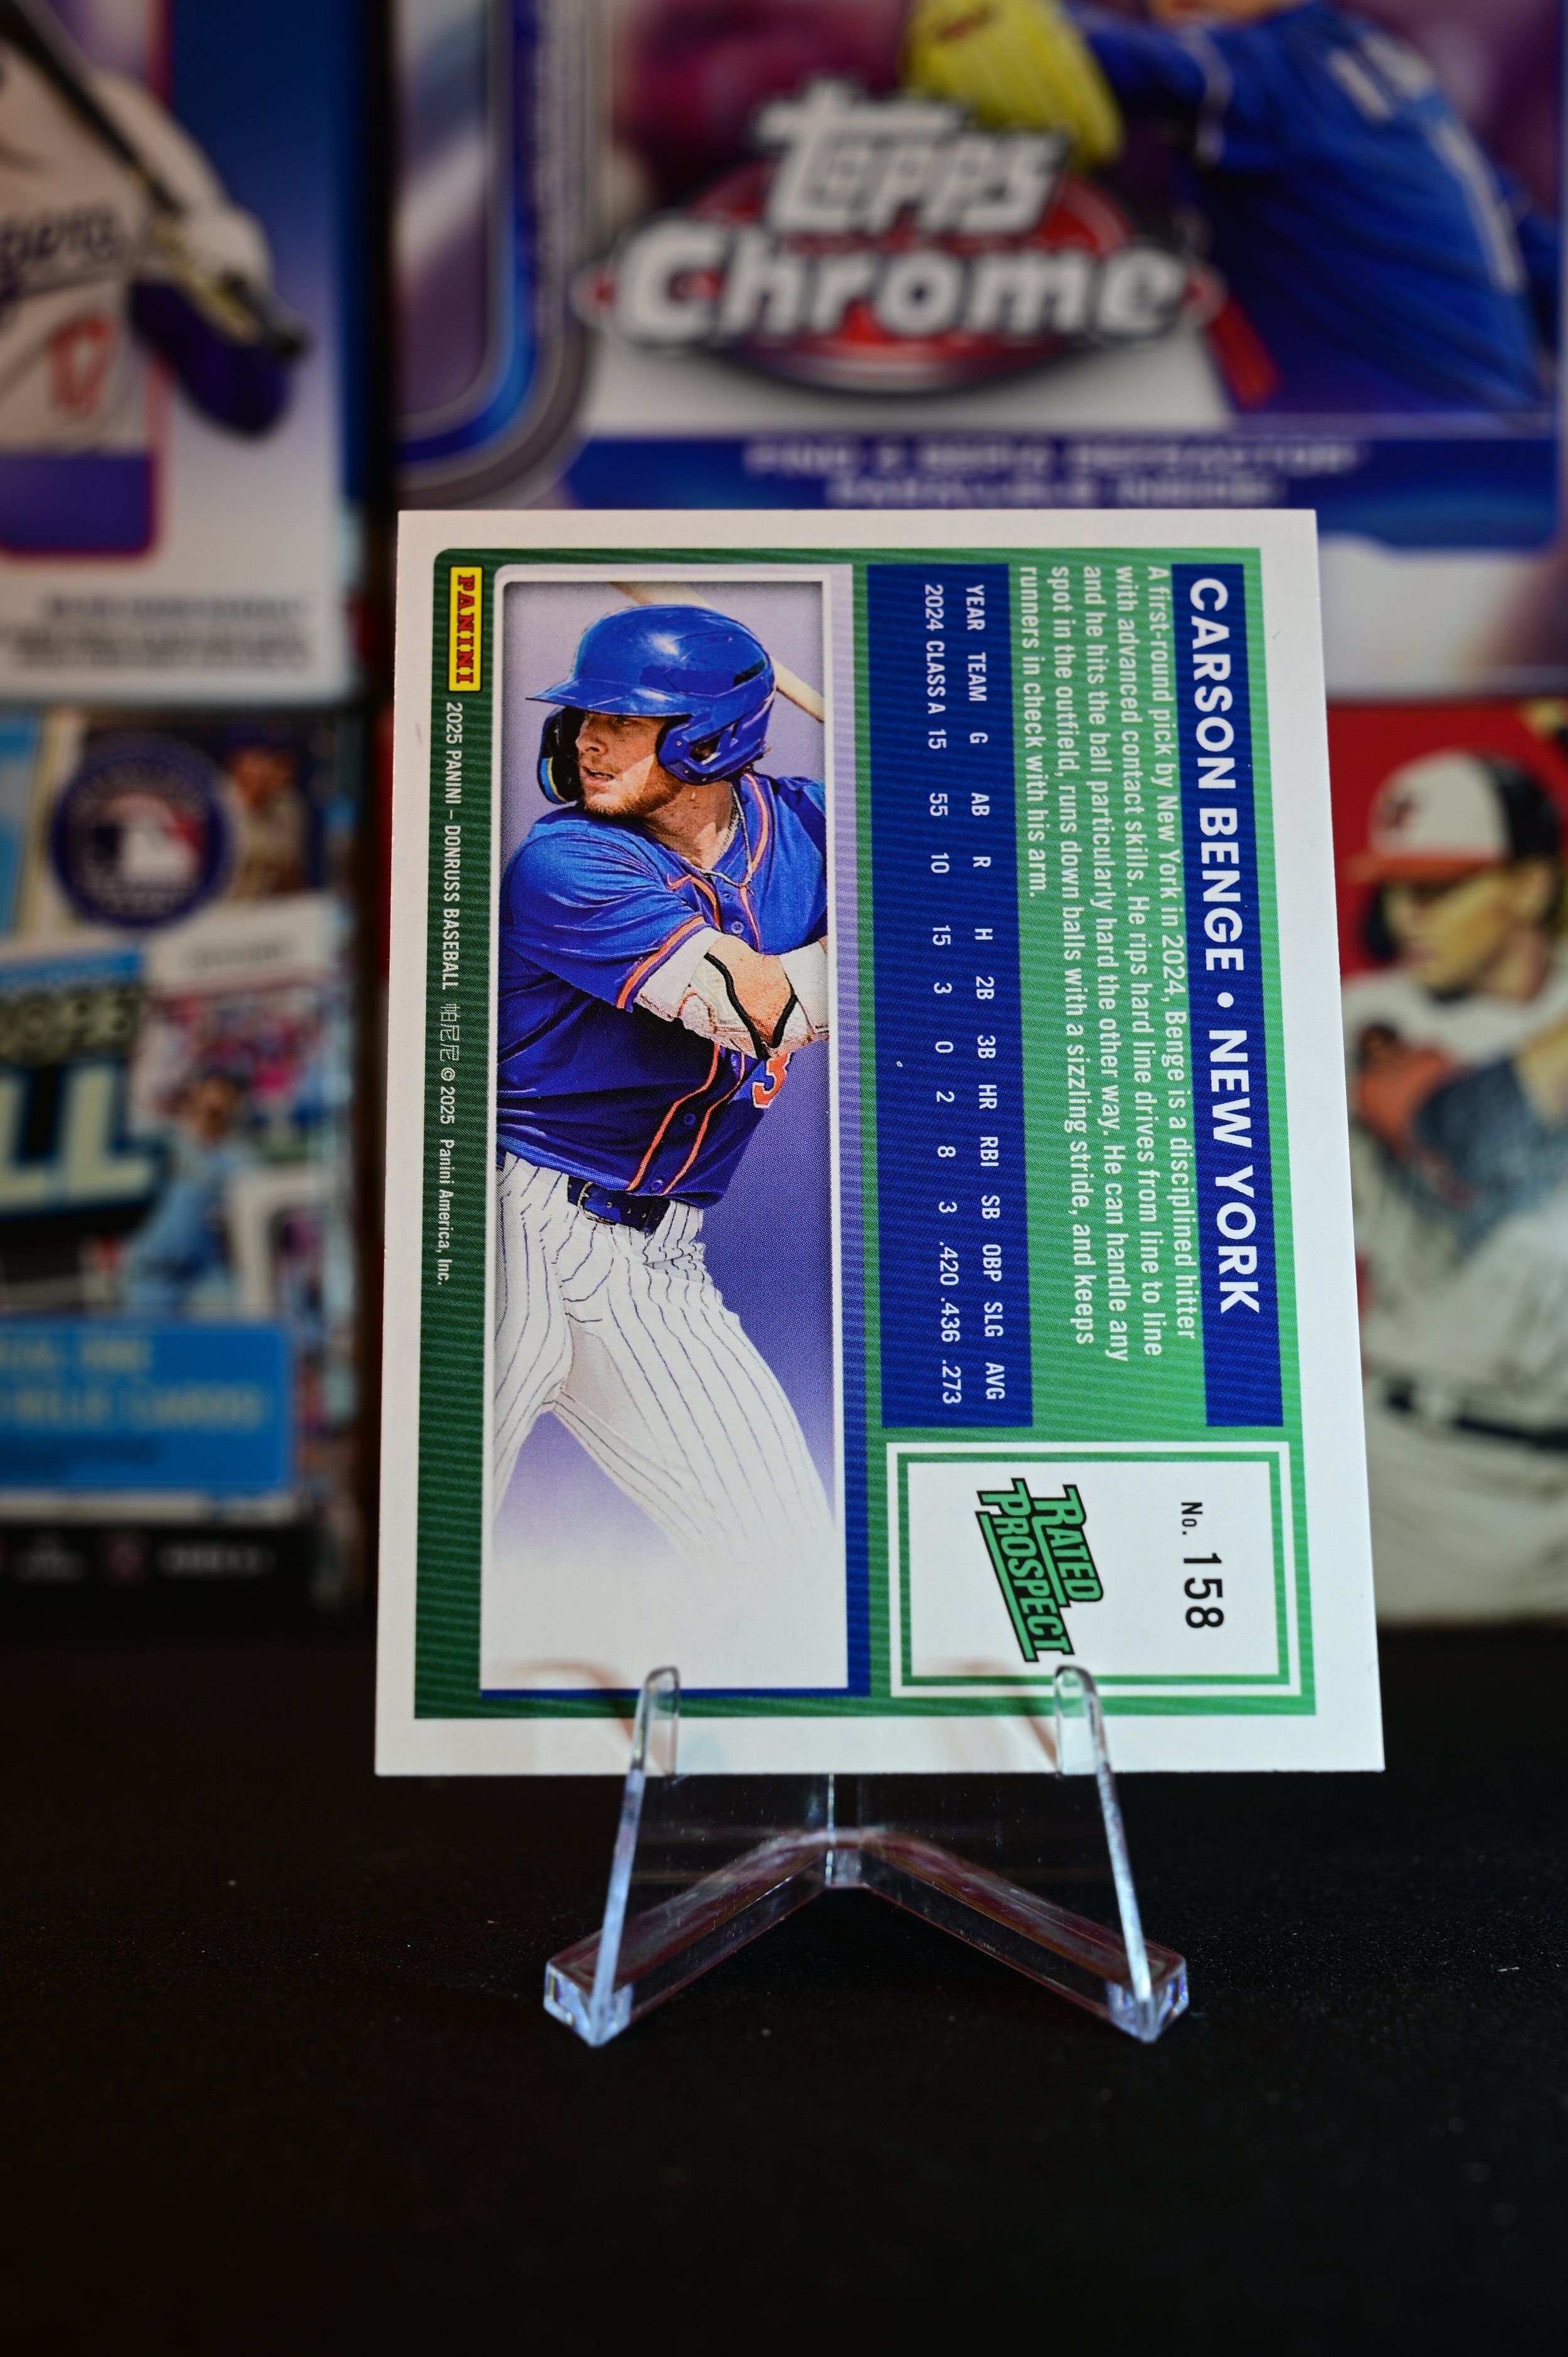 Topps
Chrome
17
CARSON BENGE • NEW YORK
A first-round pick by New York in 2024, Benge is a disciplined hitter
with advanced contact skills. He rips hard line drives from line to line
and he hits the ball particularly hard the other way. He can handle any
spot in the outfield, runs down balls with a sizzling stride, and keeps
runners in check with his arm.
YEAR TEAM G AB R H 2B 3B HR RBI SB OBP SLG AVG
2024 CLASS A 15 55 10 15 3 0 2 8 3 .420 .436 .273
No. 158
RATED
PROSPECT
3
PANINI
2025 PANINI – DONRUSS BASEBALL 帕尼尼 © 2025 Panini America, Inc.